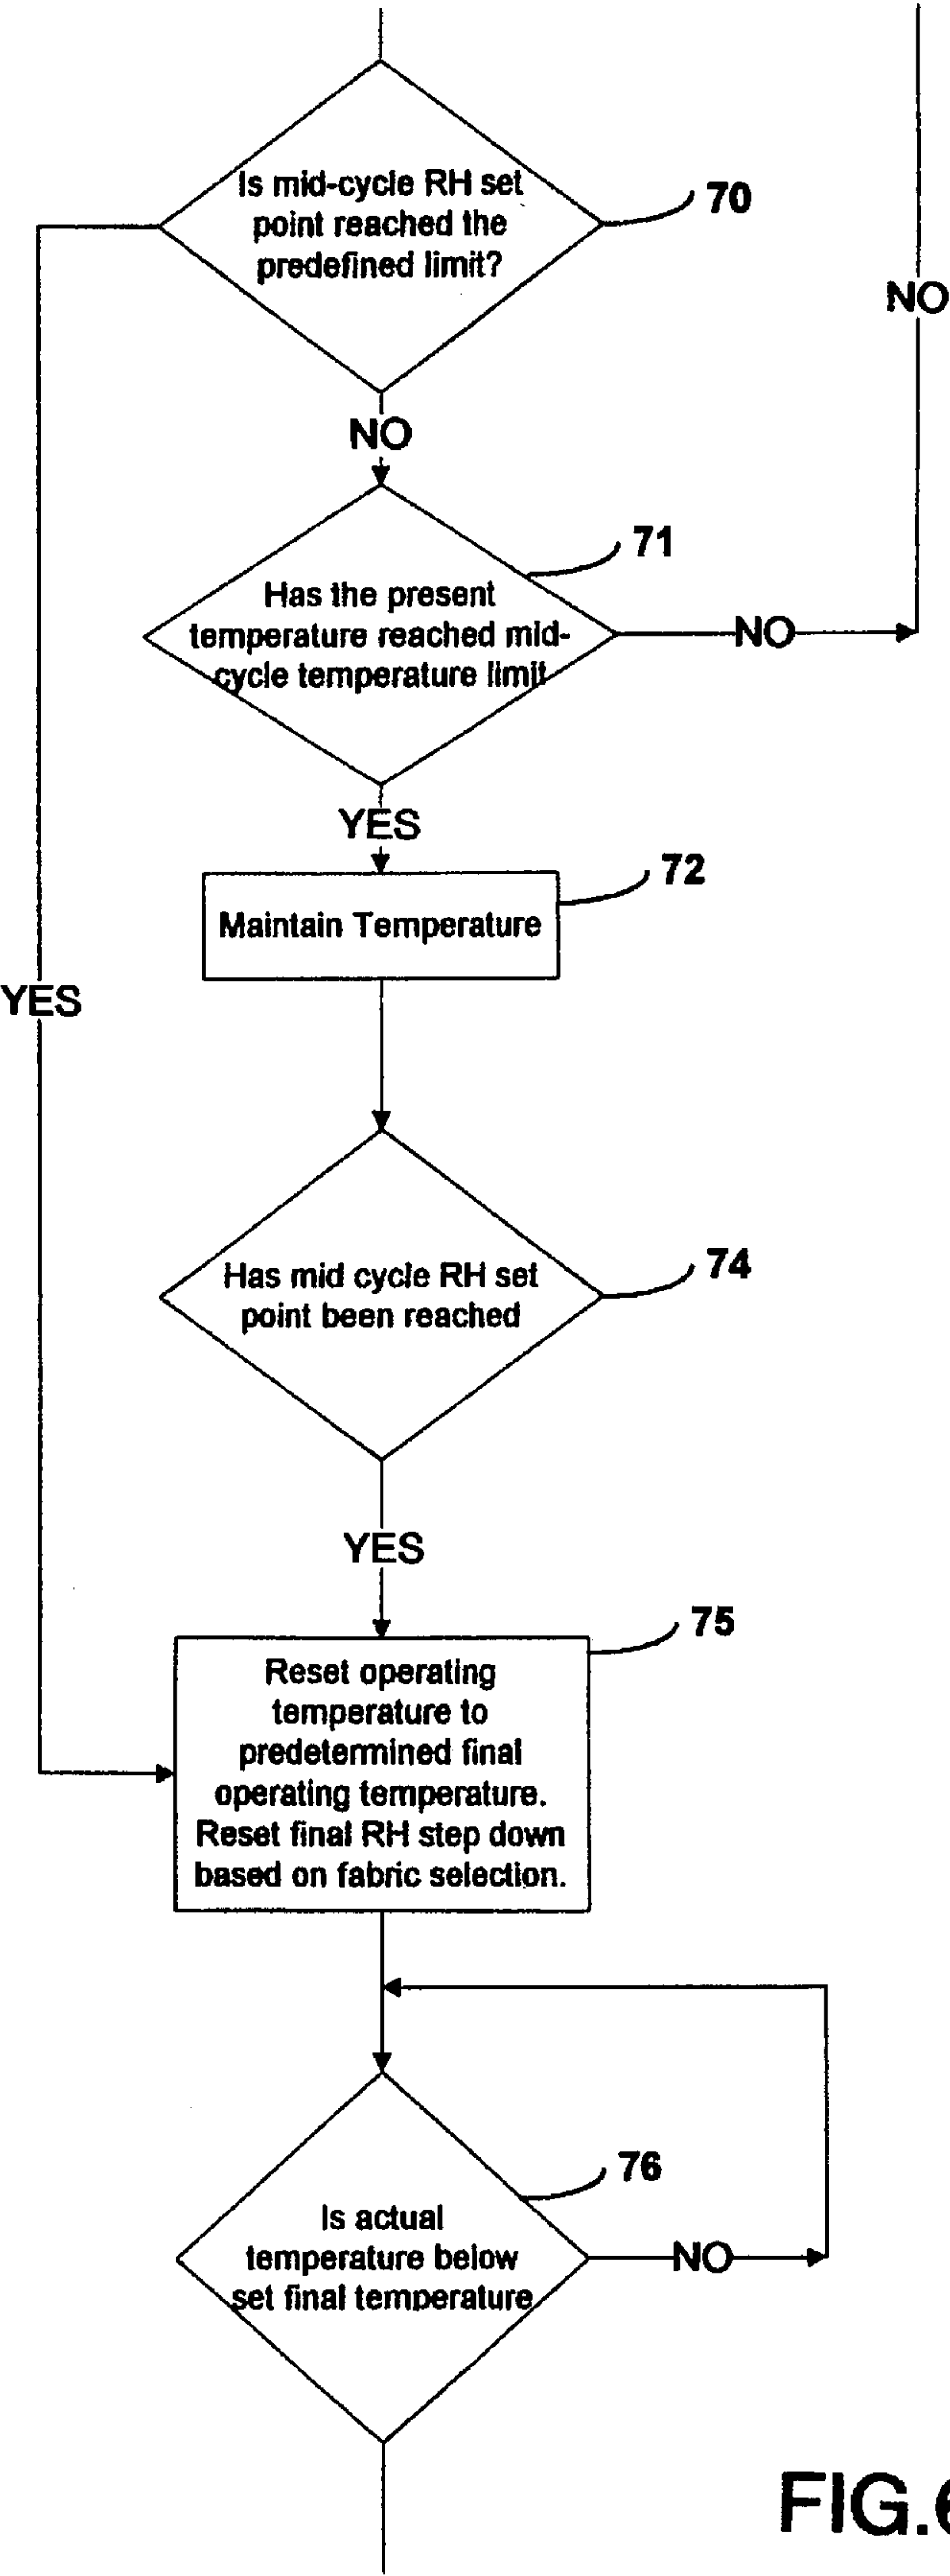 Is mid-cycle RH set
point reached the
predefined limit?
70
NO
NO
71
Has the present
temperature reached mid-
cycle temperature limit
NO
YES
72
Maintain Temperature
YES
74
Has mid cycle RH set
point been reached
YES
75
Reset operating
temperature to
predetermined final
operating temperature.
Reset final RH step down
based on fabric selection.
76
Is actual
temperature below
set final temperature
NO
FIG.6